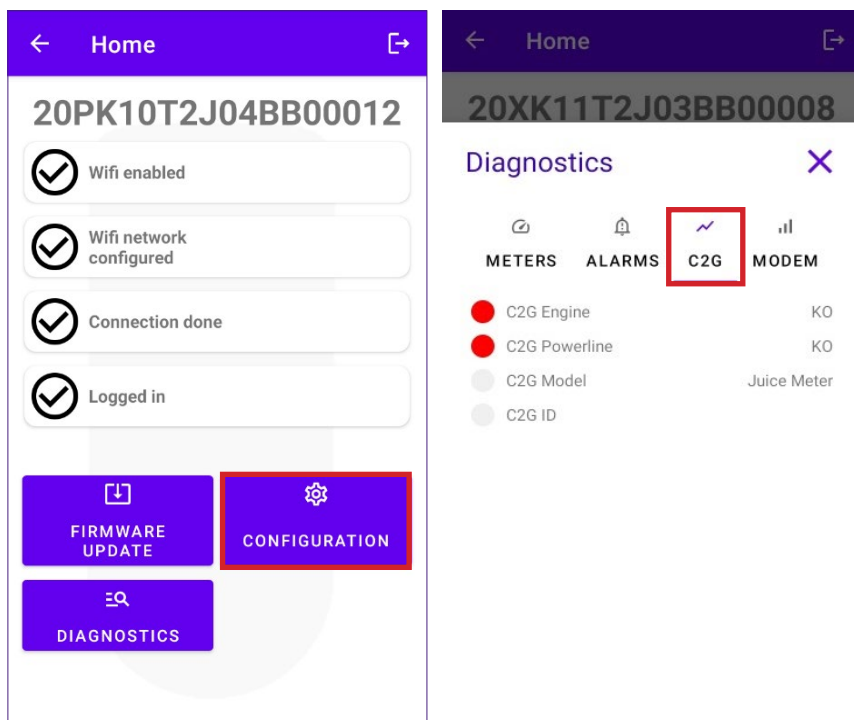 Home
20PK10T2J04BB00012
Wifi enabled
Wifi network
configured
Connection done
Logged in
FIRMWARE
UPDATE
CONFIGURATION
DIAGNOSTICS
Home
20XK11T2J03BB00008
Diagnostics
METERS ALARMS C2G MODEM
C2G Engine KO
C2G Powerline KO
C2G Model Juice Meter
C2G ID